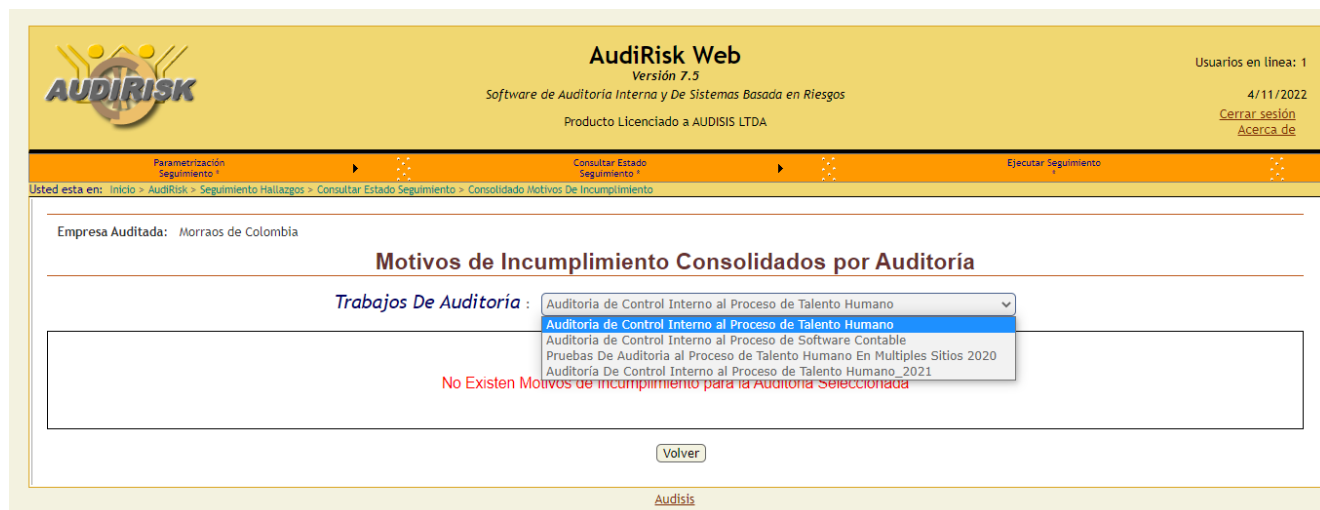 AUDIRISK
AudiRisk Web
Versión 7.5
Software de Auditoria Interna y De Sistemas Basada en Riesgos
Producto Licenciado a AUDISIS LTDA
Usuarios en linea: 1
4/11/2022
Cerrar sesión
Acerca de
Parametrización
Seguimiento *
Consultar Estado
Seguimiento *
Ejecutar Seguimiento
*
Usted esta en: Inicio > AudiRisk > Seguimiento Hallazgos > Consultar Estado Seguimiento > Consolidado Motivos De Incumplimiento
Empresa Auditada: Morraos de Colombia
Motivos de Incumplimiento Consolidados por Auditoría
Trabajos De Auditoría : Auditoria de Control Interno al Proceso de Talento Humano
Auditoria de Control Interno al Proceso de Talento Humano
Auditoria de Control Interno al Proceso de Software Contable
Pruebas De Auditoria al Proceso de Talento Humano En Multiples Sitios 2020
Auditoría De Control Interno al Proceso de Talento Humano_2021
No Existen Motivos de Incumplimiento para la Auditoria Seleccionada
Volver
Audisis